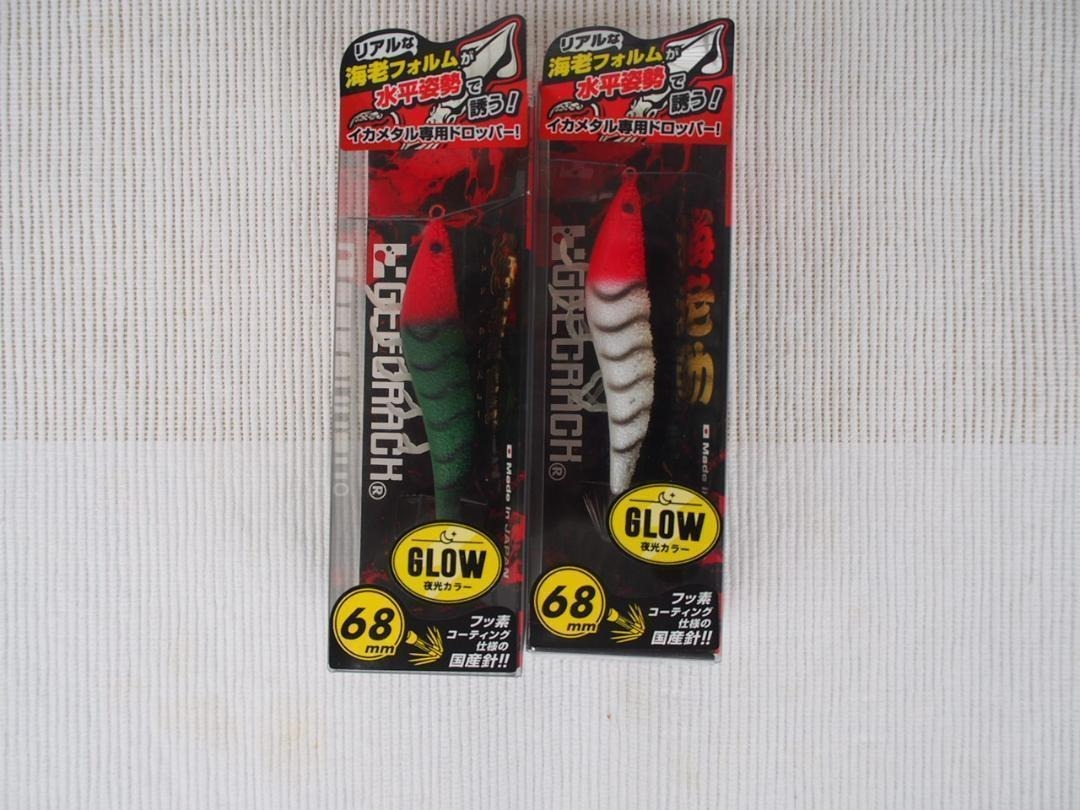 リアルな
海老フォルムが
水平姿勢で
誘う!
イカメタル専用ドロッパー!
GEECRACK®
Made in JAPAN
GLOW
夜光カラー
68
mm
フッ素
コーティング
仕様の
国産針!!
リアルな
海老フォルムが
水平姿勢で
誘う!
イカメタル専用ドロッパー!
GEECRACK®
Made i
GLOW
夜光カラー
68
mm
フッ素
コーティング
仕様の
国産針!!